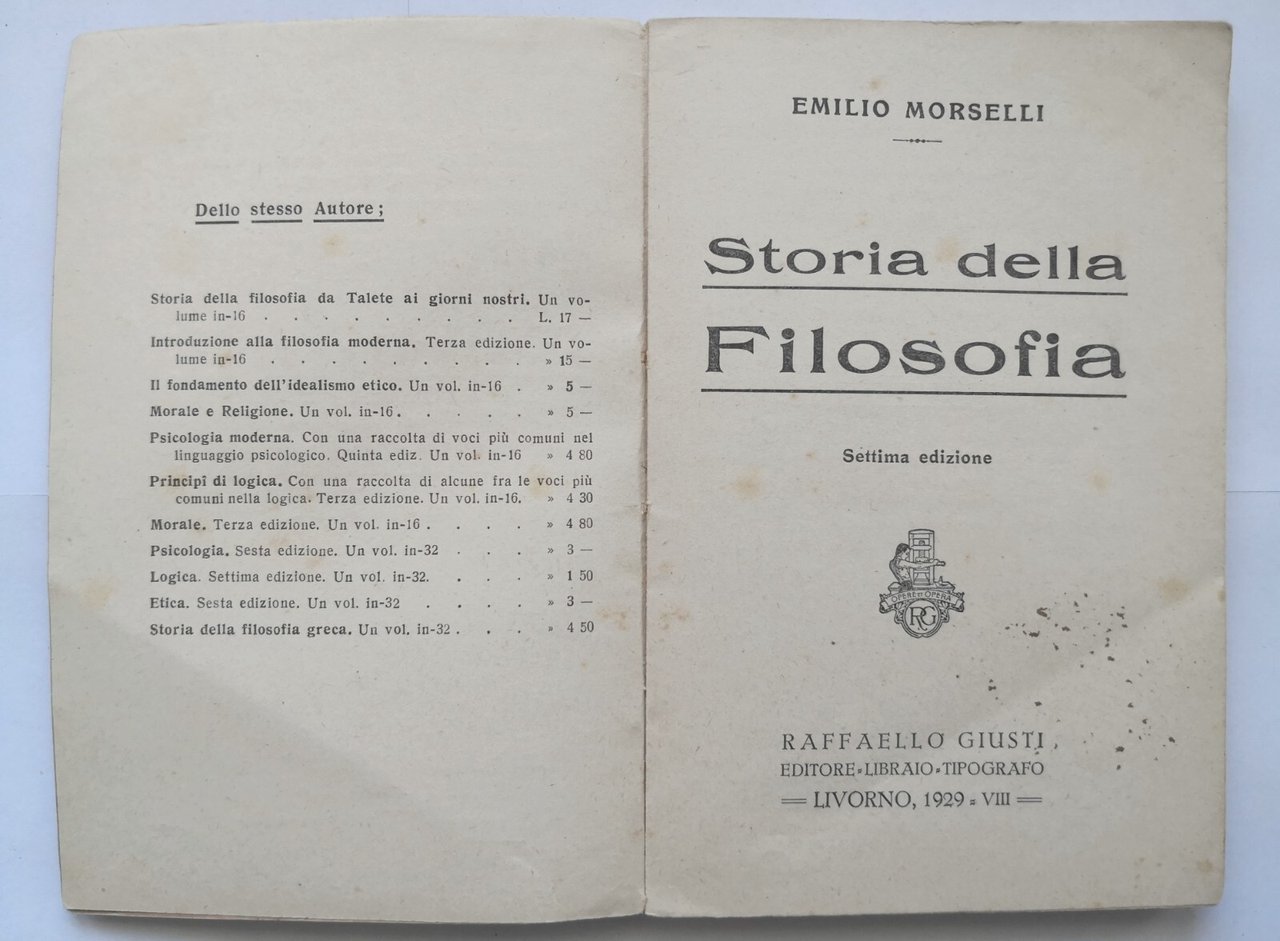 Dello stesso Autore;
Storia della filosofia da Talete ai giorni nostri. Un vo-
lume in-16 . . . . . . . . . . L. 17 —
Introduzione alla filosofia moderna. Terza edizione. Un vo-
lume in-16 . . . . . . . . . » 15 —
Il fondamento dell'idealismo etico. Un vol. in-16 . » 5 —
Morale e Religione. Un vol. in-16 . . . . . » 5 —
Psicologia moderna. Con una raccolta di voci più comuni nel
linguaggio psicologico. Quinta ediz. Un vol. in-16 » 4 80
Principî di logica. Con una raccolta di alcune fra le voci più
comuni nella logica. Terza edizione. Un vol. in-16. » 4 30
Morale. Terza edizione. Un vol. in-16 . . . . » 4 80
Psicologia. Sesta edizione. Un vol. in-32 . . . » 3 —
Logica. Settima edizione. Un vol. in-32. . . . » 1 50
Etica. Sesta edizione. Un vol. in-32 . . . . » 3 —
Storia della filosofia greca. Un vol. in-32 . . . » 4 50
EMILIO MORSELLI
Storia della
Filosofia
Settima edizione
OPERE ET OPERA
RG
RAFFAELLO GIUSTI
EDITORE-LIBRAIO-TIPOGRAFO
LIVORNO, 1929 - VIII